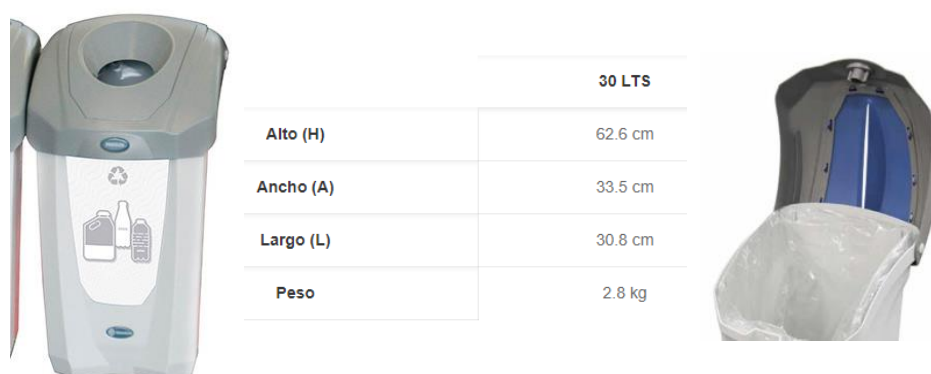 30 LTS
Alto (H) 62.6 cm
Ancho (A) 33.5 cm
Largo (L) 30.8 cm
Peso 2.8 kg